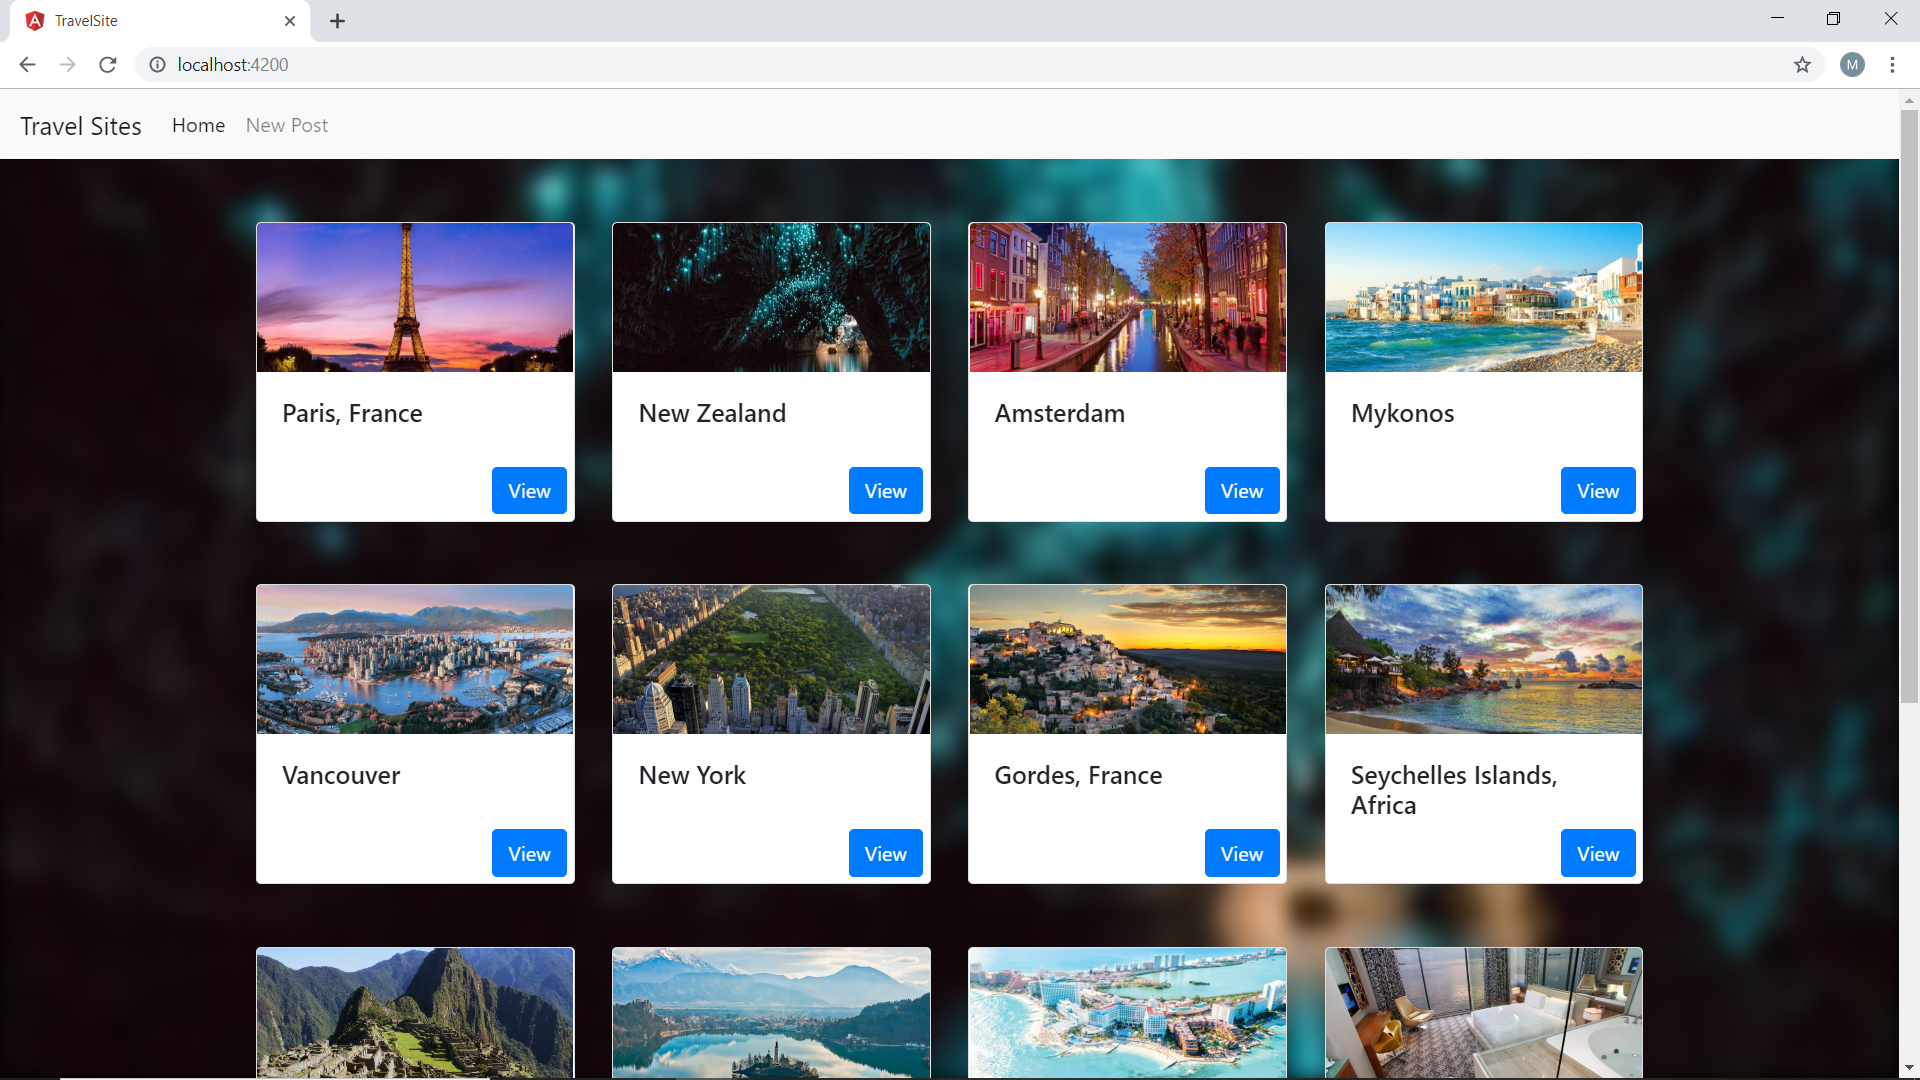 TravelSite
localhost:4200
M
Travel Sites Home New Post
Paris, France
New Zealand
Amsterdam
Mykonos
View
View
View
View
Vancouver
New York
Gordes, France
Seychelles Islands,
Africa
View
View
View
View